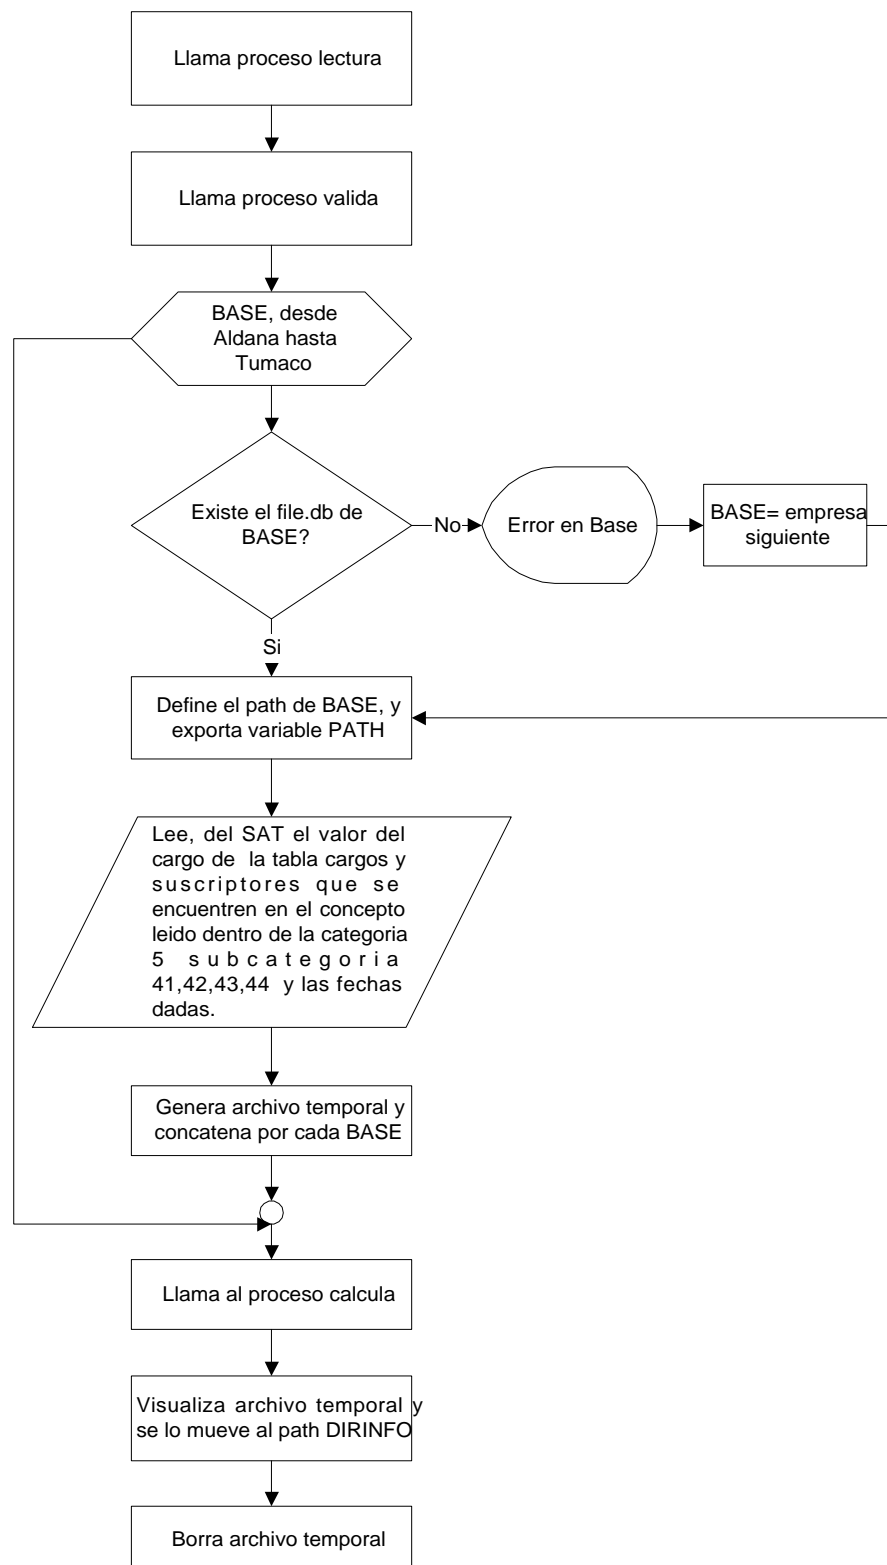 Llama proceso lectura
Llama proceso valida
BASE, desde
Aldana hasta
Tumaco
Existe el file.db de
BASE?
No
Error en Base
BASE= empresa
siguiente
Si
Define el path de BASE, y
exporta variable PATH
Lee, del SAT el valor del
cargo de la tabla cargos y
suscriptores que se
encuentren en el concepto
leido dentro de la categoria
5 subcategoria
41,42,43,44 y las fechas
dadas.
Genera archivo temporal y
concatena por cada BASE
Llama al proceso calcula
Visualiza archivo temporal y
se lo mueve al path DIRINFO
Borra archivo temporal